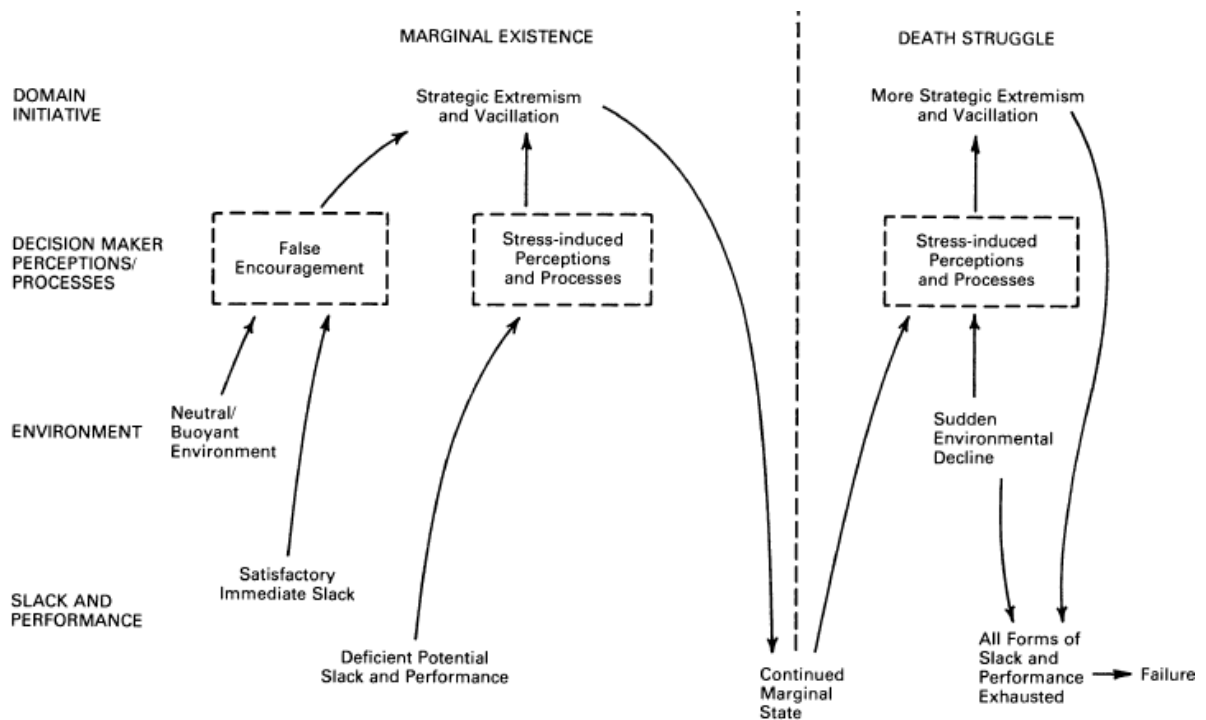 MARGINAL EXISTENCE
DEATH STRUGGLE
DOMAIN
INITIATIVE
Strategic Extremism
and Vacillation
More Strategic Extremism
and Vacillation
DECISION MAKER
PERCEPTIONS/
PROCESSES
False
Encouragement
Stress-induced
Perceptions
and Processes
Stress-induced
Perceptions
and Processes
ENVIRONMENT
Neutral/
Buoyant
Environment
Sudden
Environmental
Decline
SLACK AND
PERFORMANCE
Satisfactory
Immediate Slack
Deficient Potential
Slack and Performance
Continued
Marginal
State
All Forms of
Slack and
Performance
Exhausted
Failure